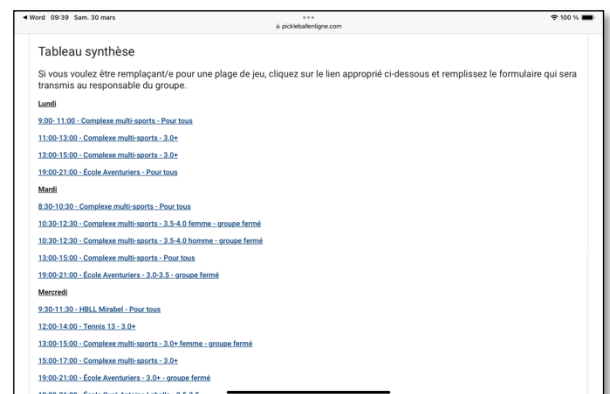 ◄ Word 09:39 Sam. 30 mars
100 %
pickleballenligne.com
Tableau synthèse
Si vous voulez être remplaçant/e pour une plage de jeu, cliquez sur le lien approprié ci-dessous et remplissez le formulaire qui sera
transmis au responsable du groupe.
Lundi
9:00- 11:00 - Complexe multi-sports - Pour tous
11:00-13:00 - Complexe multi-sports - 3.0+
13:00-15:00 - Complexe multi-sports - 3.0+
19:00-21:00 - École Aventuriers - Pour tous
Mardi
8:30-10:30 - Complexe multi-sports - Pour tous
10:30-12:30 - Complexe multi-sports - 3.5-4.0 femme - groupe fermé
10:30-12:30 - Complexe multi-sports - 3.5-4.0 homme - groupe fermé
13:00-15:00 - Complexe multi-sports - Pour tous
19:00-21:00 - École Aventuriers - 3.0-3.5 - groupe fermé
Mercredi
9:30-11:30 - HBLL Mirabel - Pour tous
12:00-14:00 - Tennis 13 - 3.0+
13:00-15:00 - Complexe multi-sports - 3.0+ femme - groupe fermé
15:00-17:00 - Complexe multi-sports - 3.0+
19:00-21:00 - École Aventuriers - 3.0+ - groupe fermé